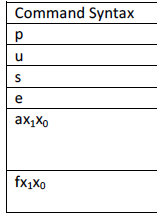 Command Syntax
p
u
s
e
ax₁x₀
fx₁x₀